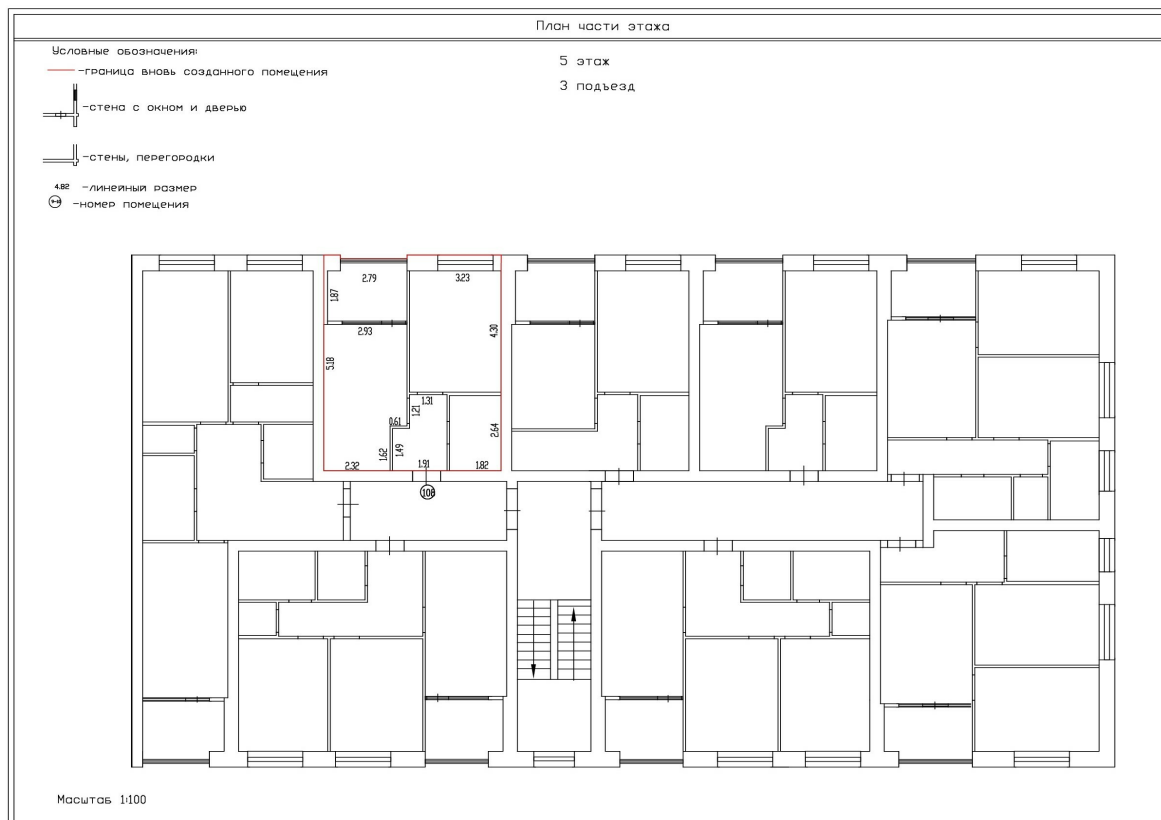 План части этажа
Условные обозначения:
-граница вновь созданного помещения
-стена с окном и дверью
-стены, перегородки
4.82 -линейный размер
-номер помещения
5 этаж
3 подъезд
2.79
3.23
1.87
2.93
4.30
5.18
1.31
1.21
0.61
2.64
1.62
1.49
2.32
1.91
1.82
108
Масштаб 1:100